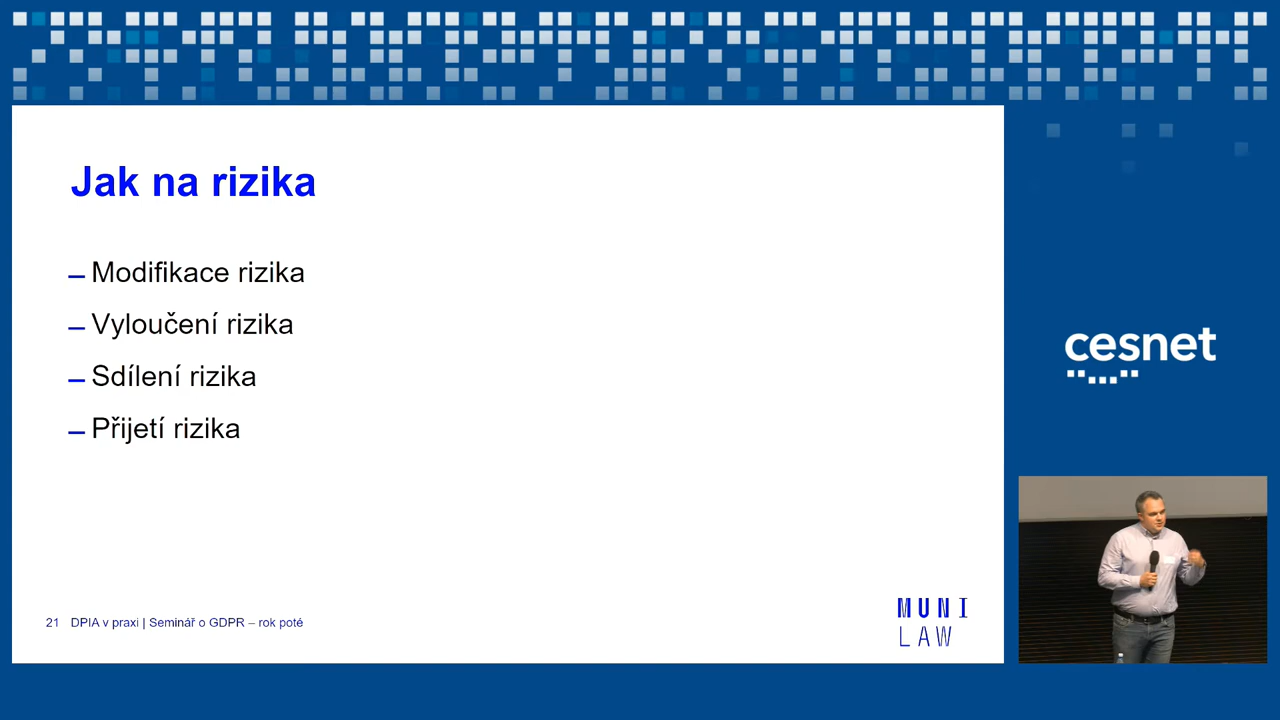 Jak na rizika
– Modifikace rizika
– Vyloučení rizika
– Sdílení rizika
– Přijetí rizika
21 DPIA v praxi | Seminář o GDPR – rok poté
MUNI
LAW
cesnet